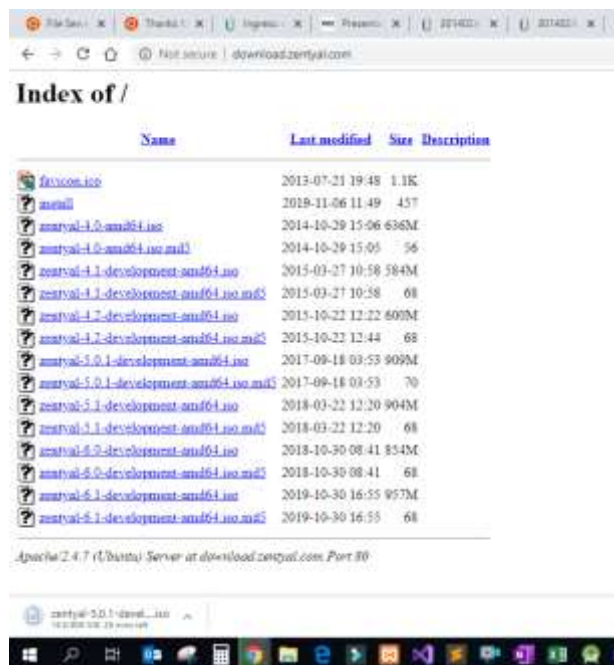 Not secure | download.zentyal.com
Index of /
Name Last modified Size Description
favicon.ico 2013-07-21 19:48 1.1K
install 2019-11-06 11:49 457
zentyal-4.0-amd64.iso 2014-10-29 15:06 636M
zentyal-4.0-amd64.iso.md5 2014-10-29 15:05 56
zentyal-4.1-development-amd64.iso 2015-03-27 10:58 584M
zentyal-4.1-development-amd64.iso.md5 2015-03-27 10:58 68
zentyal-4.2-development-amd64.iso 2015-10-22 12:22 600M
zentyal-4.2-development-amd64.iso.md5 2015-10-22 12:44 68
zentyal-5.0.1-development-amd64.iso 2017-09-18 03:53 909M
zentyal-5.0.1-development-amd64.iso.md5 2017-09-18 03:53 70
zentyal-5.1-development-amd64.iso 2018-03-22 12:20 904M
zentyal-5.1-development-amd64.iso.md5 2018-03-22 12:20 68
zentyal-6.0-development-amd64.iso 2018-10-30 08:41 854M
zentyal-6.0-development-amd64.iso.md5 2018-10-30 08:41 68
zentyal-6.1-development-amd64.iso 2019-10-30 16:55 957M
zentyal-6.1-development-amd64.iso.md5 2019-10-30 16:55 68
Apache/2.4.7 (Ubuntu) Server at download.zentyal.com Port 80
zentyal-5.0.1-devel....iso